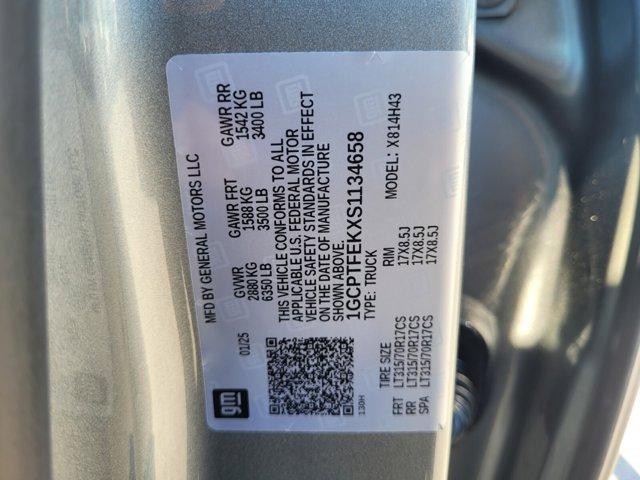 MFD BY GENERAL MOTORS LLC
01/25
GVWR GAWR FRT GAWR RR
2880 KG 1588 KG 1542 KG
6350 LB 3500 LB 3400 LB
THIS VEHICLE CONFORMS TO ALL
APPLICABLE U.S. FEDERAL MOTOR
VEHICLE SAFETY STANDARDS IN EFFECT
ON THE DATE OF MANUFACTURE
SHOWN ABOVE.
1GCPTFEKXS1134658
TYPE: TRUCK MODEL: X814H43
gm
130H
TIRE SIZE RIM
FRT LT315/70R17CS 17X8.5J
RR LT315/70R17CS 17X8.5J
SPA LT315/70R17CS 17X8.5J